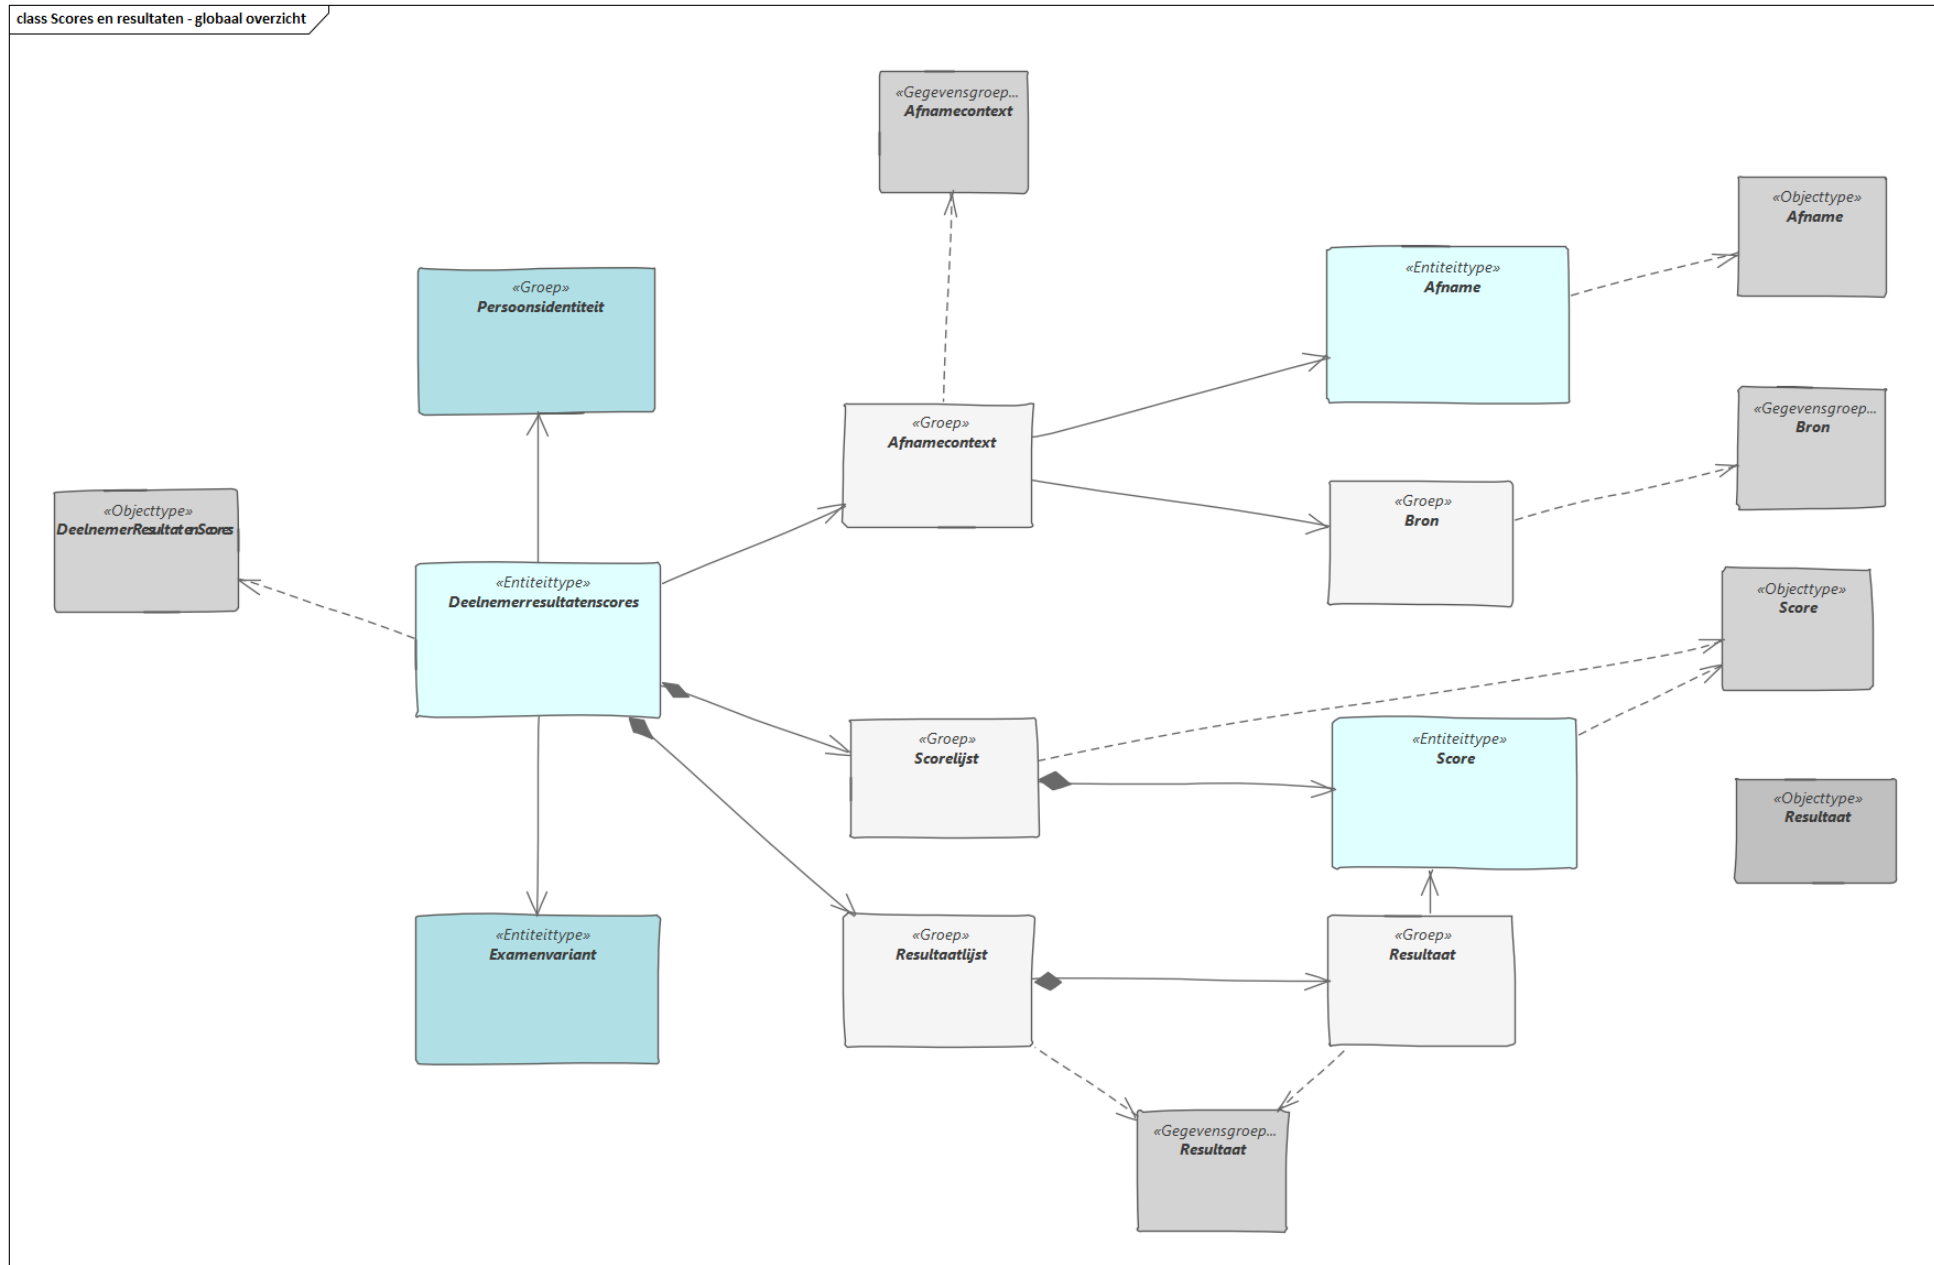 class Scores en resultaten - globaal overzicht
«Gegevensgroep...
Afnamecontext
«Objecttype»
Afname
«Entiteittype»
Afname
«Groep»
Persoonsidentiteit
«Gegevensgroep...
Bron
«Groep»
Afnamecontext
«Groep»
Bron
«Objecttype»
DeelnemerResultatenScores
«Entiteittype»
Deelnemerresultatenscores
«Objecttype»
Score
«Groep»
Scorelijst
«Entiteittype»
Score
«Objecttype»
Resultaat
«Entiteittype»
Examenvariant
«Groep»
Resultaatlijst
«Groep»
Resultaat
«Gegevensgroep...
Resultaat